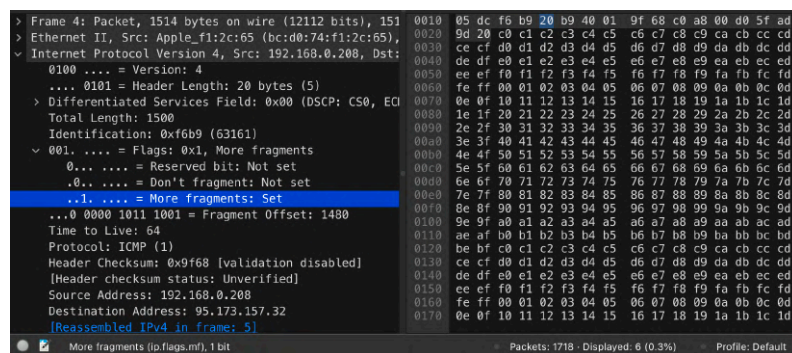 Frame 4: Packet, 1514 bytes on wire (12112 bits), 151
Ethernet II, Src: Apple_f1:2c:65 (bc:d0:74:f1:2c:65),
Internet Protocol Version 4, Src: 192.168.0.208, Dst:
0100 .... = Version: 4
.... 0101 = Header Length: 20 bytes (5)
Differentiated Services Field: 0x00 (DSCP: CS0, ECN
Total Length: 1500
Identification: 0xf6b9 (63161)
001. .... = Flags: 0x1, More fragments
0... .... = Reserved bit: Not set
.0.. .... = Don't fragment: Not set
..1. .... = More fragments: Set
...0 0000 1011 1001 = Fragment Offset: 1480
Time to Live: 64
Protocol: ICMP (1)
Header Checksum: 0x9f68 [validation disabled]
[Header checksum status: Unverified]
Source Address: 192.168.0.208
Destination Address: 95.173.157.32
[Reassembled IPv4 in frame: 5]
0010 05 dc f6 b9 20 b9 40 01 9f 68 c0 a8 00 d0 5f ad
0020 9d 20 c0 c1 c2 c3 c4 c5 c6 c7 c8 c9 ca cb cc cd
0030 ce cf d0 d1 d2 d3 d4 d5 d6 d7 d8 d9 da db dc dd
0040 de df e0 e1 e2 e3 e4 e5 e6 e7 e8 e9 ea eb ec ed
0050 ee ef f0 f1 f2 f3 f4 f5 f6 f7 f8 f9 fa fb fc fd
0060 fe ff 00 01 02 03 04 05 06 07 08 09 0a 0b 0c 0d
0070 0e 0f 10 11 12 13 14 15 16 17 18 19 1a 1b 1c 1d
0080 1e 1f 20 21 22 23 24 25 26 27 28 29 2a 2b 2c 2d
0090 2e 2f 30 31 32 33 34 35 36 37 38 39 3a 3b 3c 3d
00a0 3e 3f 40 41 42 43 44 45 46 47 48 49 4a 4b 4c 4d
00b0 4e 4f 50 51 52 53 54 55 56 57 58 59 5a 5b 5c 5d
00c0 5e 5f 60 61 62 63 64 65 66 67 68 69 6a 6b 6c 6d
00d0 6e 6f 70 71 72 73 74 75 76 77 78 79 7a 7b 7c 7d
00e0 7e 7f 80 81 82 83 84 85 86 87 88 89 8a 8b 8c 8d
00f0 8e 8f 90 91 92 93 94 95 96 97 98 99 9a 9b 9c 9d
0100 9e 9f a0 a1 a2 a3 a4 a5 a6 a7 a8 a9 aa ab ac ad
0110 ae af b0 b1 b2 b3 b4 b5 b6 b7 b8 b9 ba bb bc bd
0120 be bf c0 c1 c2 c3 c4 c5 c6 c7 c8 c9 ca cb cc cd
0130 ce cf d0 d1 d2 d3 d4 d5 d6 d7 d8 d9 da db dc dd
0140 de df e0 e1 e2 e3 e4 e5 e6 e7 e8 e9 ea eb ec ed
0150 ee ef f0 f1 f2 f3 f4 f5 f6 f7 f8 f9 fa fb fc fd
0160 fe ff 00 01 02 03 04 05 06 07 08 09 0a 0b 0c 0d
0170 0e 0f 10 11 12 13 14 15 16 17 18 19 1a 1b 1c 1d
More fragments (ip.flags.mf), 1 bit
Packets: 1718 · Displayed: 6 (0.3%)
Profile: Default